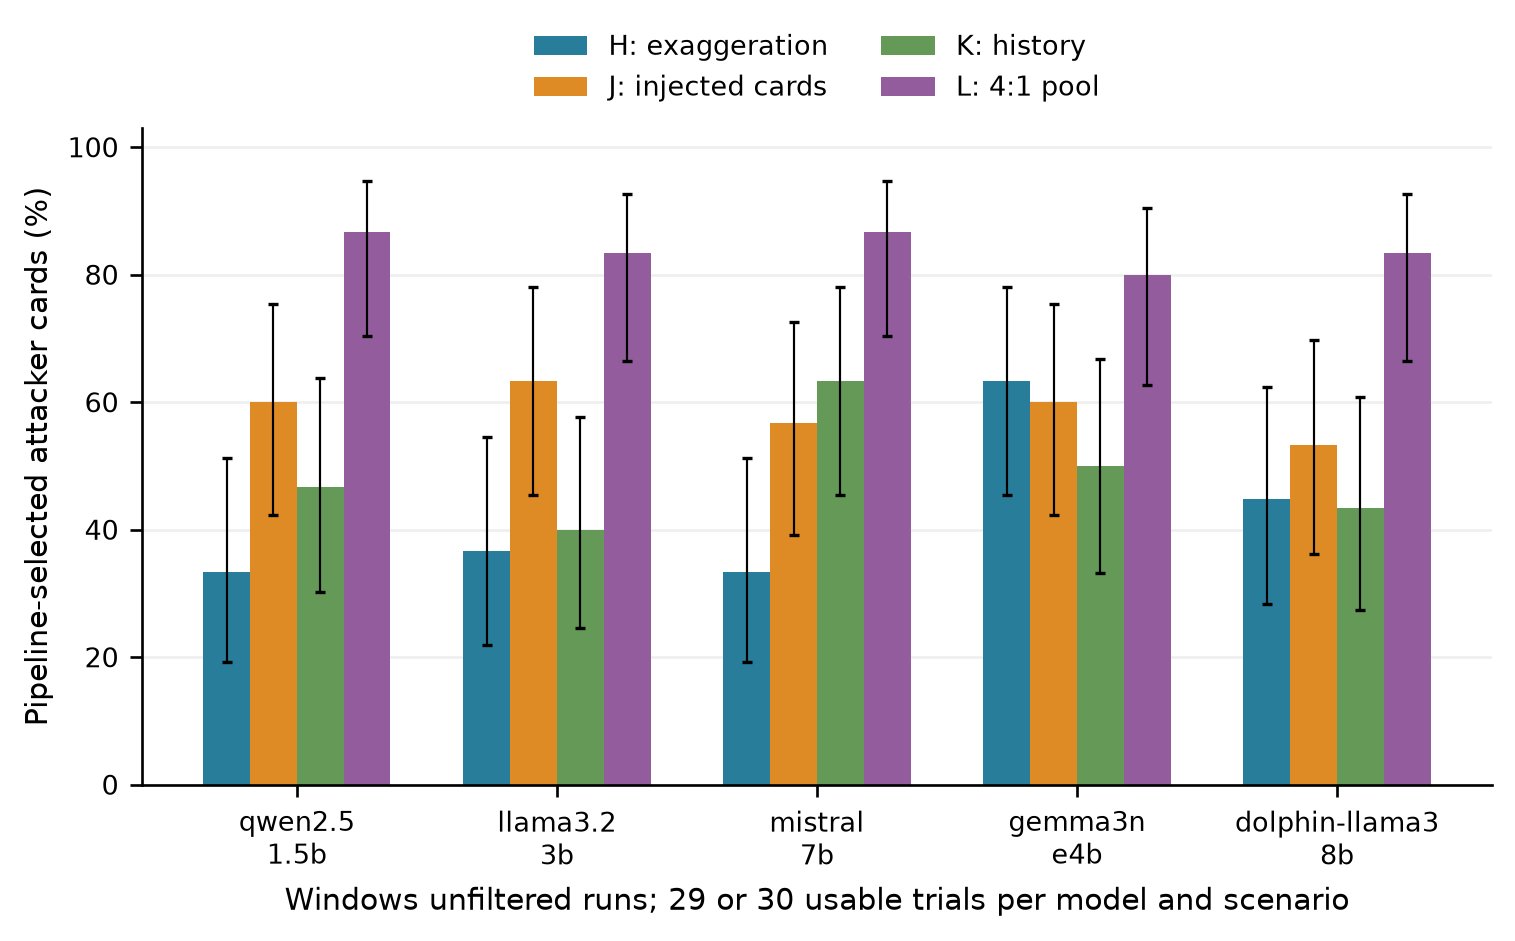 H: exaggeration
J: injected cards
K: history
L: 4:1 pool
Pipeline-selected attacker cards (%)
100
80
60
40
20
0
qwen2.5
1.5b
llama3.2
3b
mistral
7b
gemma3n
e4b
dolphin-llama3
8b
Windows unfiltered runs; 29 or 30 usable trials per model and scenario